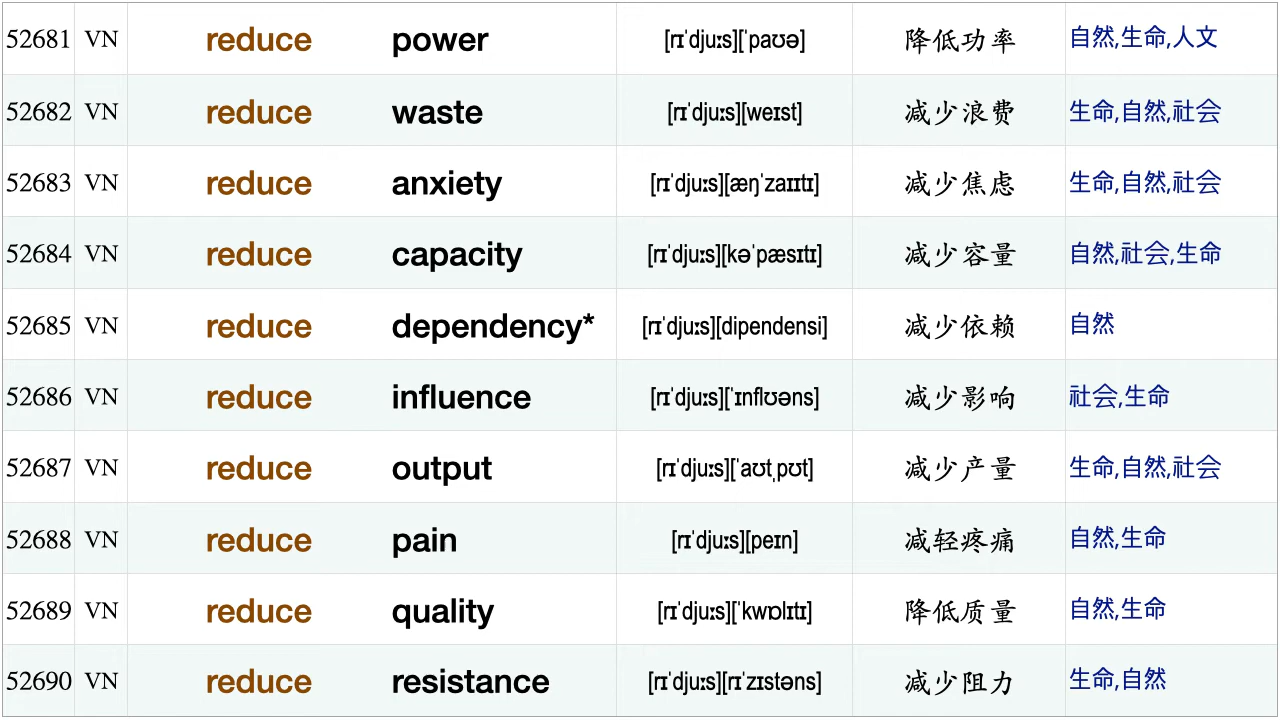 52681 VN reduce power [rɪˈdjuːs][ˈpaʊə] 降低功率 自然,生命,人文
52682 VN reduce waste [rɪˈdjuːs][weɪst] 减少浪费 生命,自然,社会
52683 VN reduce anxiety [rɪˈdjuːs][æŋˈzaɪɪtɪ] 减少焦虑 生命,自然,社会
52684 VN reduce capacity [rɪˈdjuːs][kəˈpæsɪtɪ] 减少容量 自然,社会,生命
52685 VN reduce dependency* [rɪˈdjuːs][dipendensi] 减少依赖 自然
52686 VN reduce influence [rɪˈdjuːs][ˈɪnflʊəns] 减少影响 社会,生命
52687 VN reduce output [rɪˈdjuːs][ˈaʊtˌpʊt] 减少产量 生命,自然,社会
52688 VN reduce pain [rɪˈdjuːs][peɪn] 减轻疼痛 自然,生命
52689 VN reduce quality [rɪˈdjuːs][ˈkwɒlɪtɪ] 降低质量 自然,生命
52690 VN reduce resistance [rɪˈdjuːs][rɪˈzɪstəns] 减少阻力 生命,自然